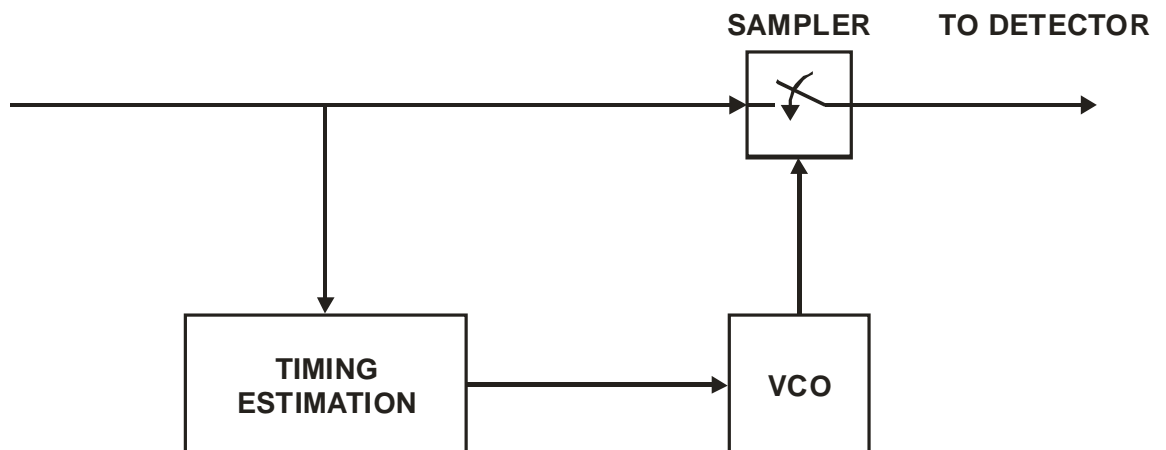 SAMPLER
TO DETECTOR
TIMING
ESTIMATION
VCO